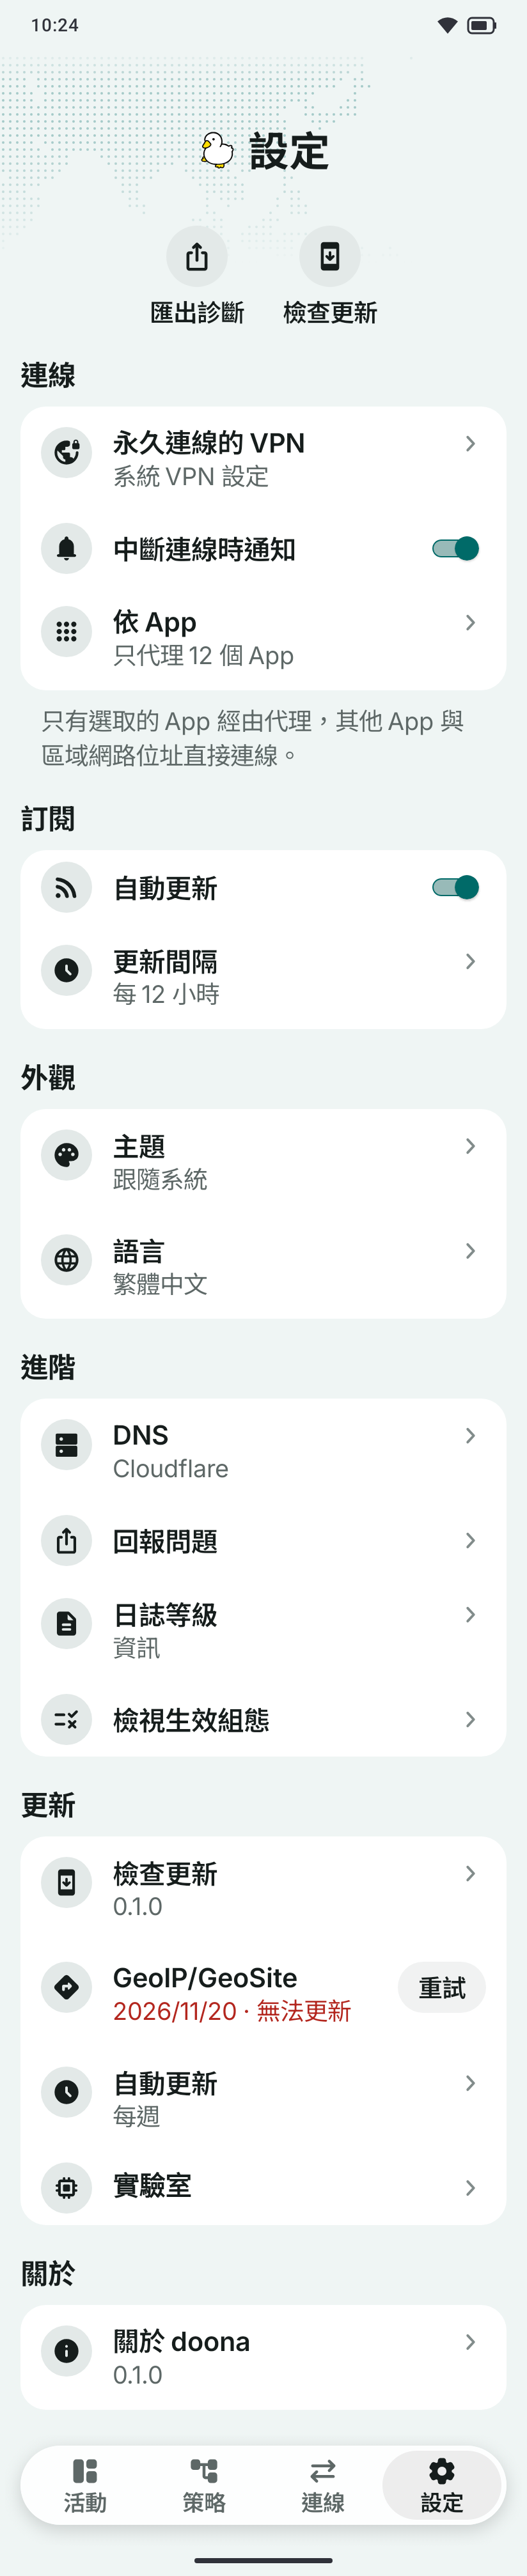 10:24
設定
匯出診斷
檢查更新
連線
永久連線的 VPN
系統 VPN 設定
中斷連線時通知
依 App
只代理 12 個 App
只有選取的 App 經由代理，其他 App 與
區域網路位址直接連線。
訂閱
自動更新
更新間隔
每 12 小時
外觀
主題
跟隨系統
語言
繁體中文
進階
DNS
Cloudflare
回報問題
日誌等級
資訊
檢視生效組態
更新
檢查更新
0.1.0
GeoIP/GeoSite
2026/11/20 · 無法更新
重試
自動更新
每週
實驗室
關於
關於 doona
0.1.0
活動
策略
連線
設定